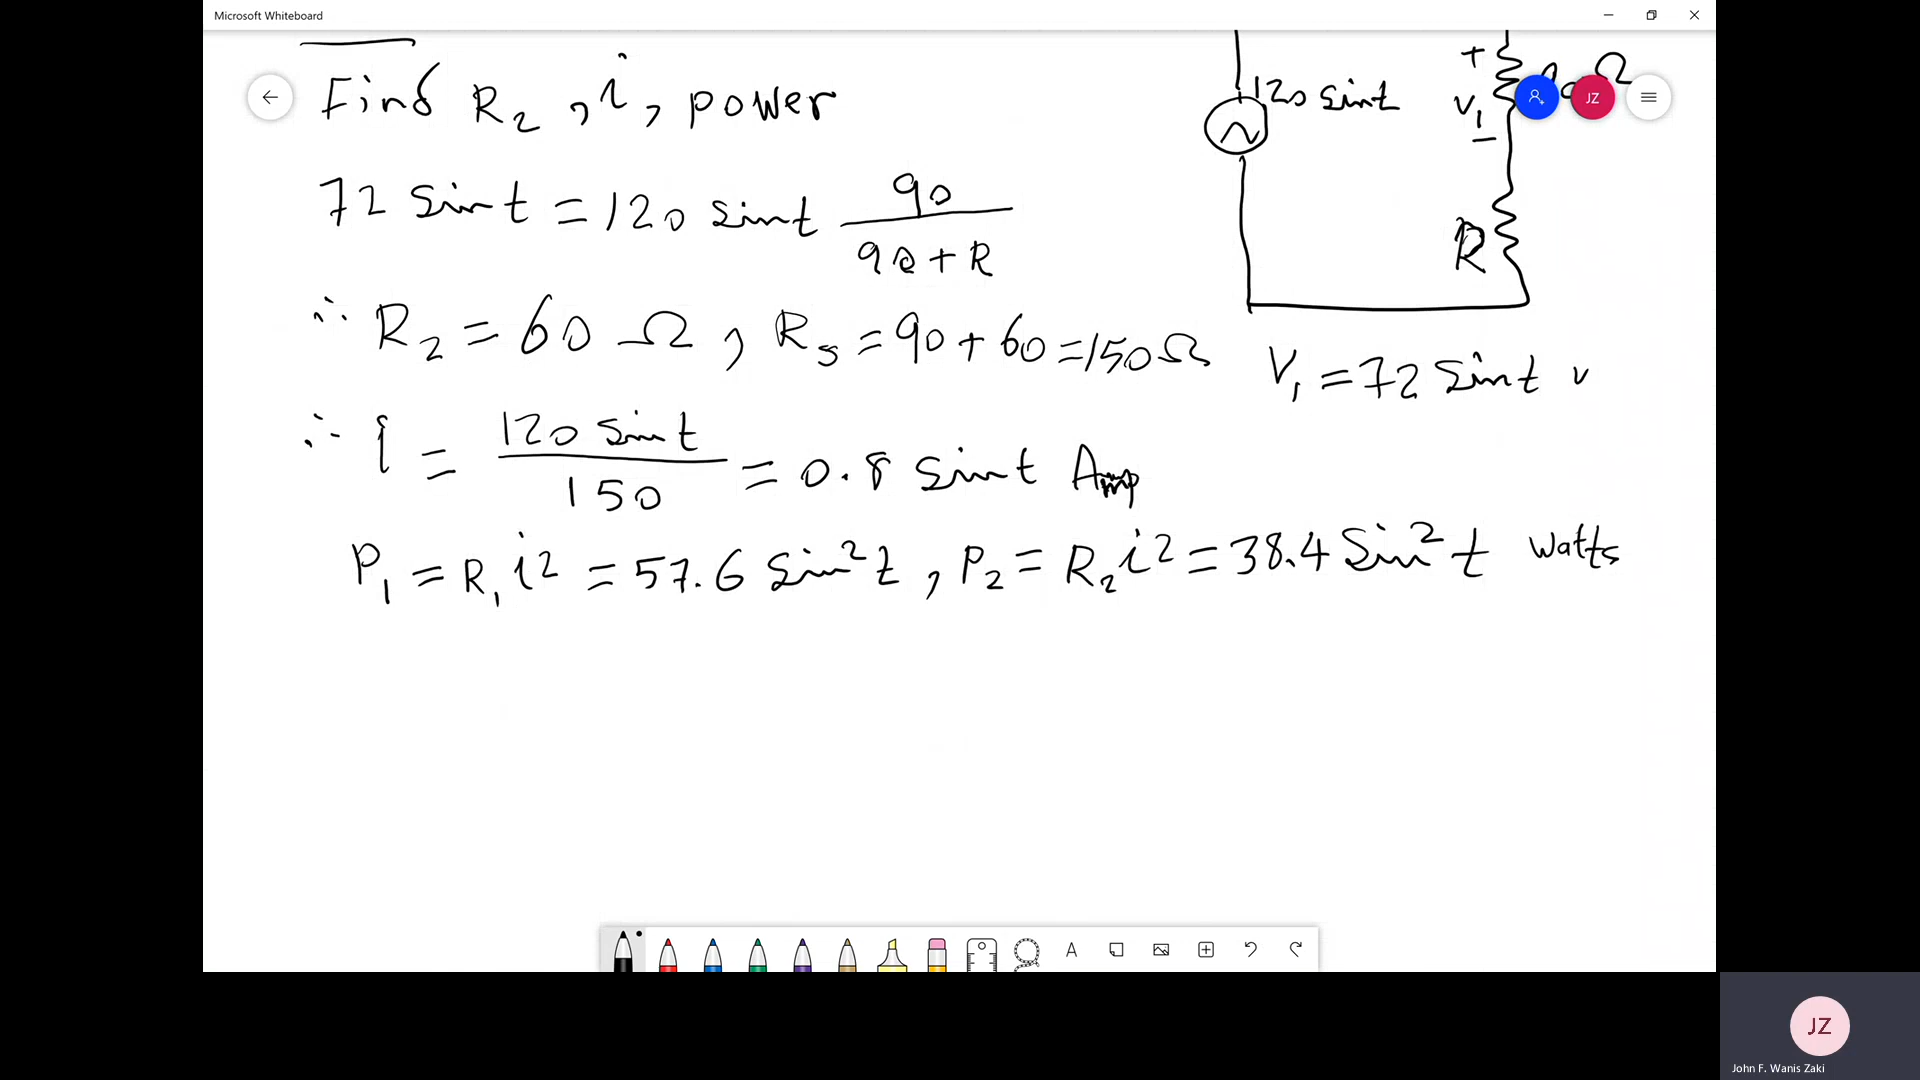 Microsoft Whiteboard
Find R₂, i, power
120 sint
+
V₁
−
Ω
R
72 sint = 120 sint 90/(90+R)
∴ R₂ = 60 Ω, Rs = 90 + 60 = 150 Ω
V₁ = 72 sint v
∴ i = 120 sint/150 = 0.8 sint Amp
P₁ = R₁ i² = 57.6 sin² t, P₂ = R₂ i² = 38.4 sin² t watts
JZ
A
JZ
John F. Wanis Zaki